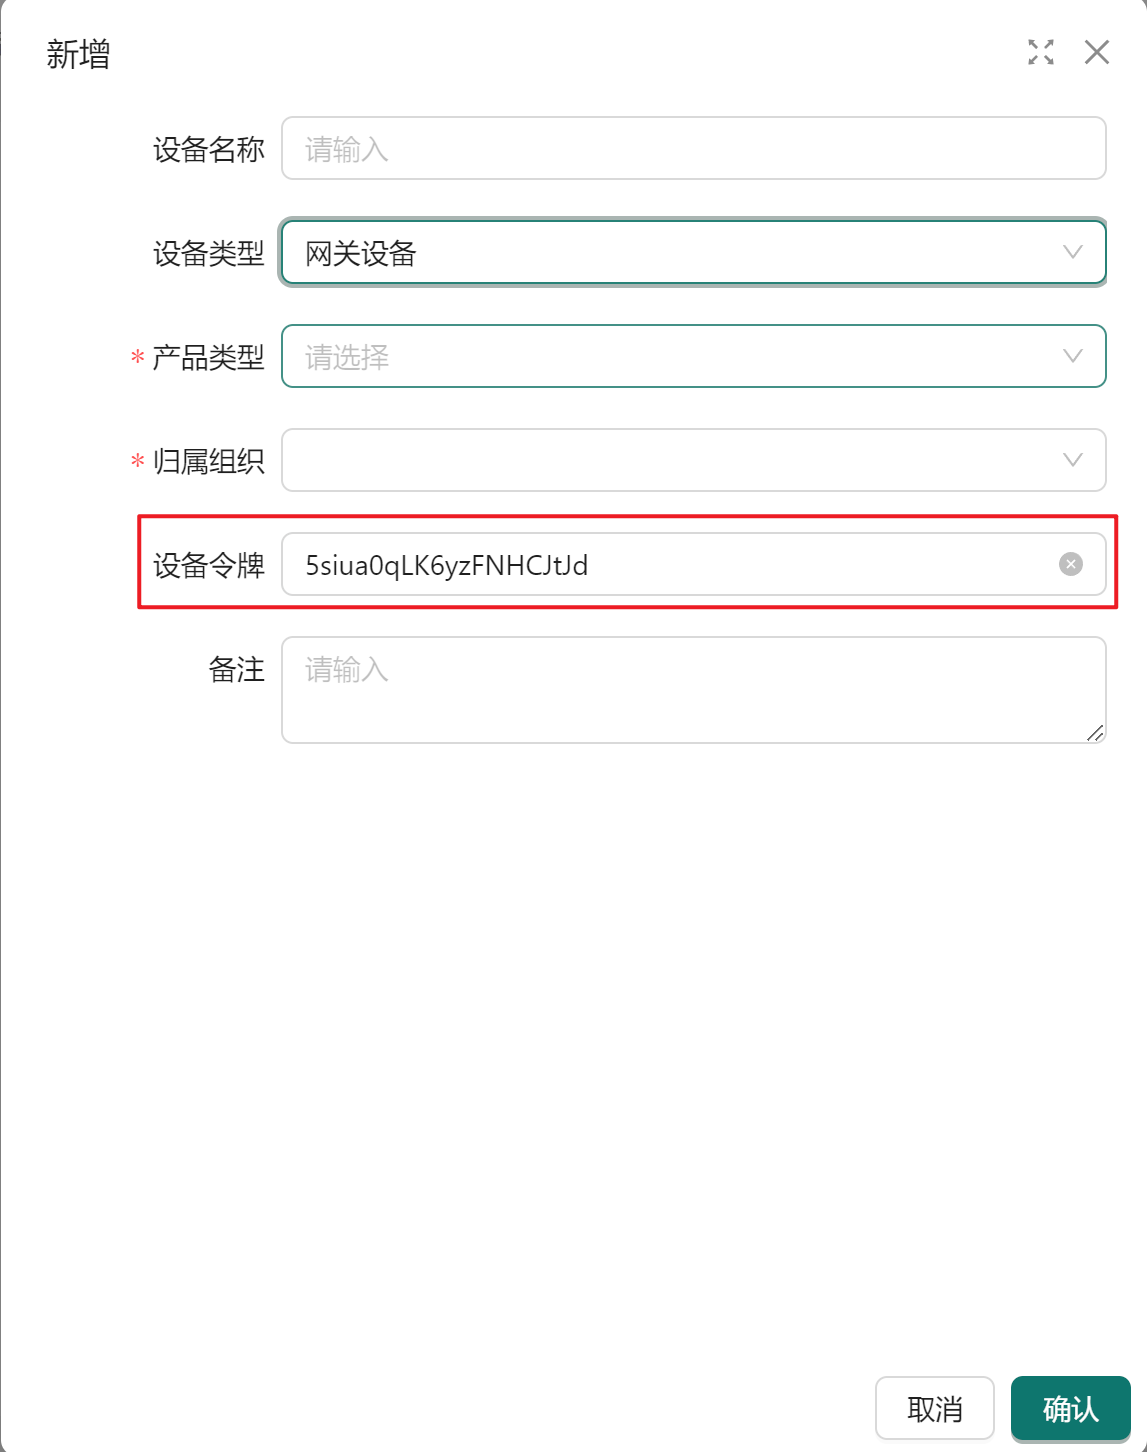 新增
设备名称 请输入
设备类型 网关设备
* 产品类型 请选择
* 归属组织
设备令牌 5siua0qLK6yzFNHCJtJd
备注 请输入
取消 确认